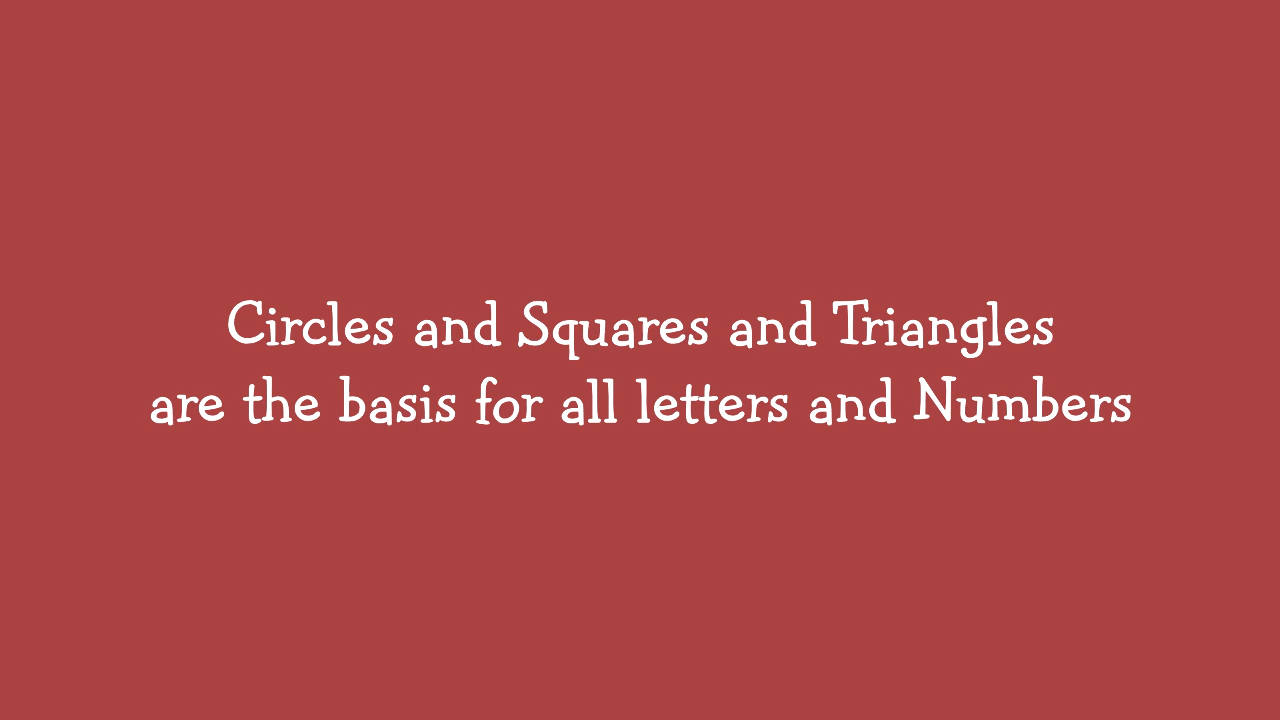 Circles and Squares and Triangles
are the basis for all letters and Numbers